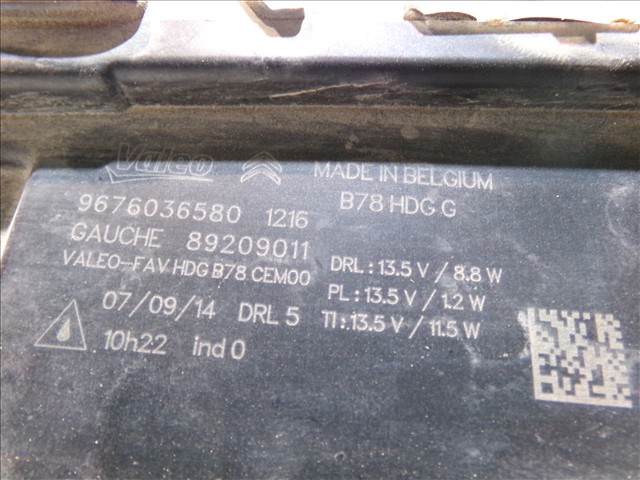 Valeo
MADE IN BELGIUM
9676036580 1216
B78 HDG G
GAUCHE 89209011
VALEO-FAV HDG B78 CEM00
DRL : 13.5 V / 8.8 W
PL : 13.5 V / 1.2 W
07/09/14 DRL 5
TI : 13.5 V / 11.5 W
10h22 ind 0